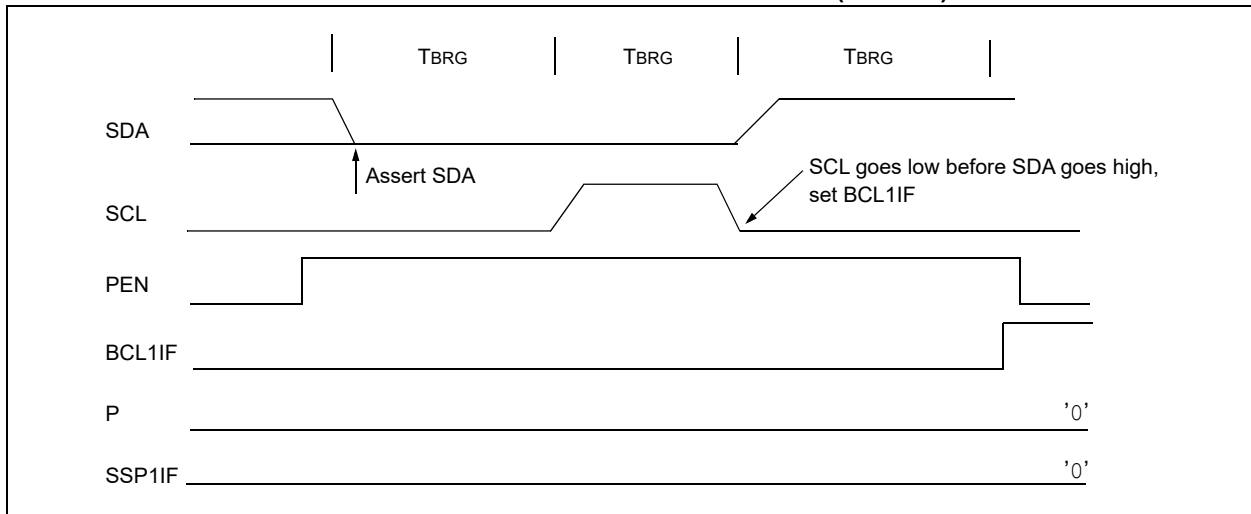 TBRG TBRG TBRG
SDA
Assert SDA
SCL goes low before SDA goes high,
set BCL1IF
SCL
PEN
BCL1IF
P '0'
SSP1IF '0'